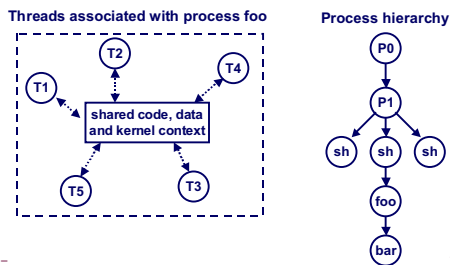 Threads associated with process foo
T2
T4
T1
shared code, data
and kernel context
T5
T3
Process hierarchy
P0
P1
sh
sh
sh
foo
bar